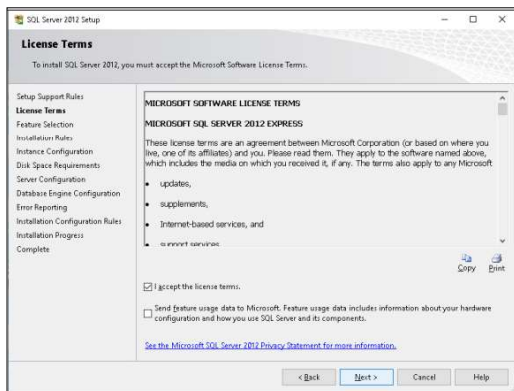 SQL Server 2012 Setup
License Terms
To install SQL Server 2012, you must accept the Microsoft Software License Terms.
Setup Support Rules
License Terms
Feature Selection
Installation Rules
Instance Configuration
Disk Space Requirements
Server Configuration
Database Engine Configuration
Error Reporting
Installation Configuration Rules
Installation Progress
Complete
MICROSOFT SOFTWARE LICENSE TERMS
MICROSOFT SQL SERVER 2012 EXPRESS
These license terms are an agreement between Microsoft Corporation (or based on where you
live, one of its affiliates) and you. Please read them. They apply to the software named above,
which includes the media on which you received it, if any. The terms also apply to any Microsoft
• updates,
• supplements,
• Internet-based services, and
• support services
Copy Print
I accept the license terms.
Send feature usage data to Microsoft. Feature usage data includes information about your hardware
configuration and how you use SQL Server and its components.
See the Microsoft SQL Server 2012 Privacy Statement for more information.
< Back Next > Cancel Help